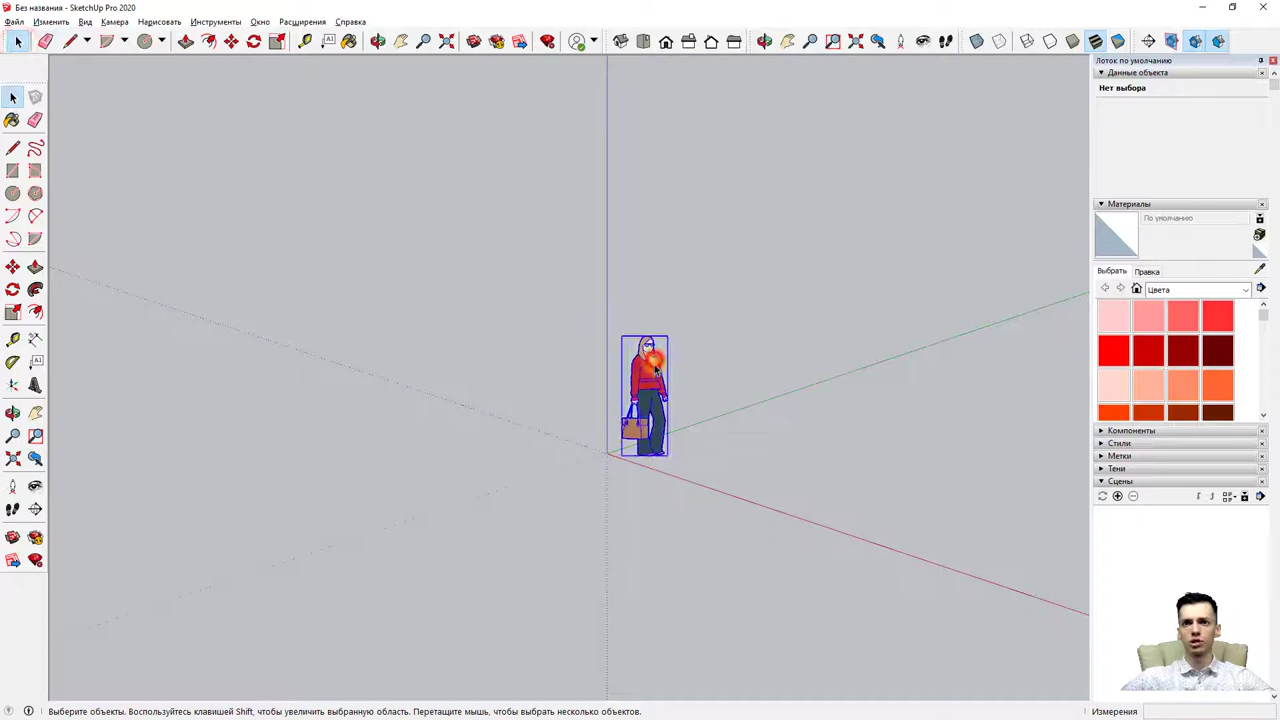 Без названия - SketchUp Pro 2020
Файл Изменить Вид Камера Нарисовать Инструменты Окно Расширения Справка
Лоток по умолчанию
Данные объекта
Нет выбора
Материалы
По умолчанию
Выбрать Правка
Цвета
Компоненты
Стили
Метки
Тени
Сцены
Выберите объекты. Воспользуйтесь клавишей Shift, чтобы увеличить выбранную область. Перетащите мышь, чтобы выбрать несколько объектов.
Измерения